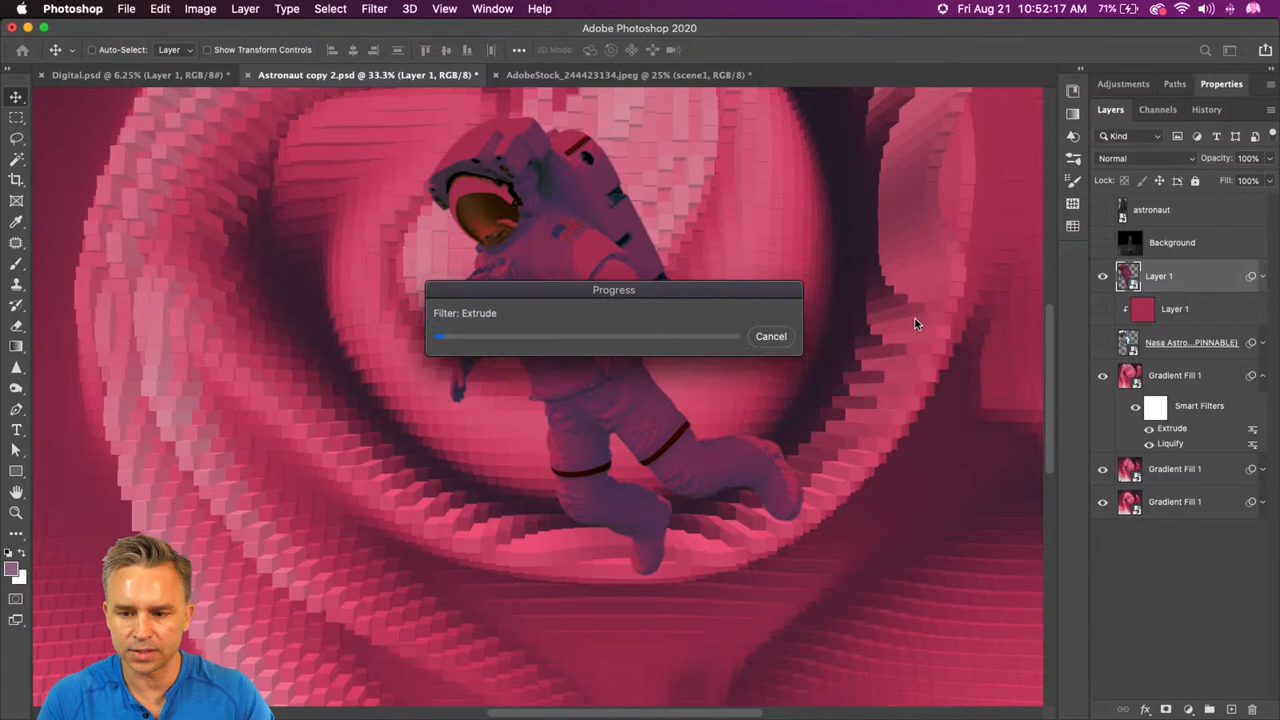 Photoshop File Edit Image Layer Type Select Filter 3D View Window Help Fri Aug 21 10:52:17 AM 71%
Adobe Photoshop 2020
Auto-Select: Layer Show Transform Controls 3D Mode:
Digital.psd @ 6.25% (Layer 1, RGB/8#) * Astronaut copy 2.psd @ 33.3% (Layer 1, RGB/8) * AdobeStock_244423134.jpeg @ 25% (scene1, RGB/8) *
Adjustments Paths Properties
Layers Channels History
Kind
Normal Opacity: 100%
Lock: Fill: 100%
astronaut
Background
Layer 1
Layer 1
Nasa Astro...PINNABLE)
Gradient Fill 1
Smart Filters
Extrude
Liquify
Gradient Fill 1
Gradient Fill 1
Progress
Filter: Extrude
Cancel